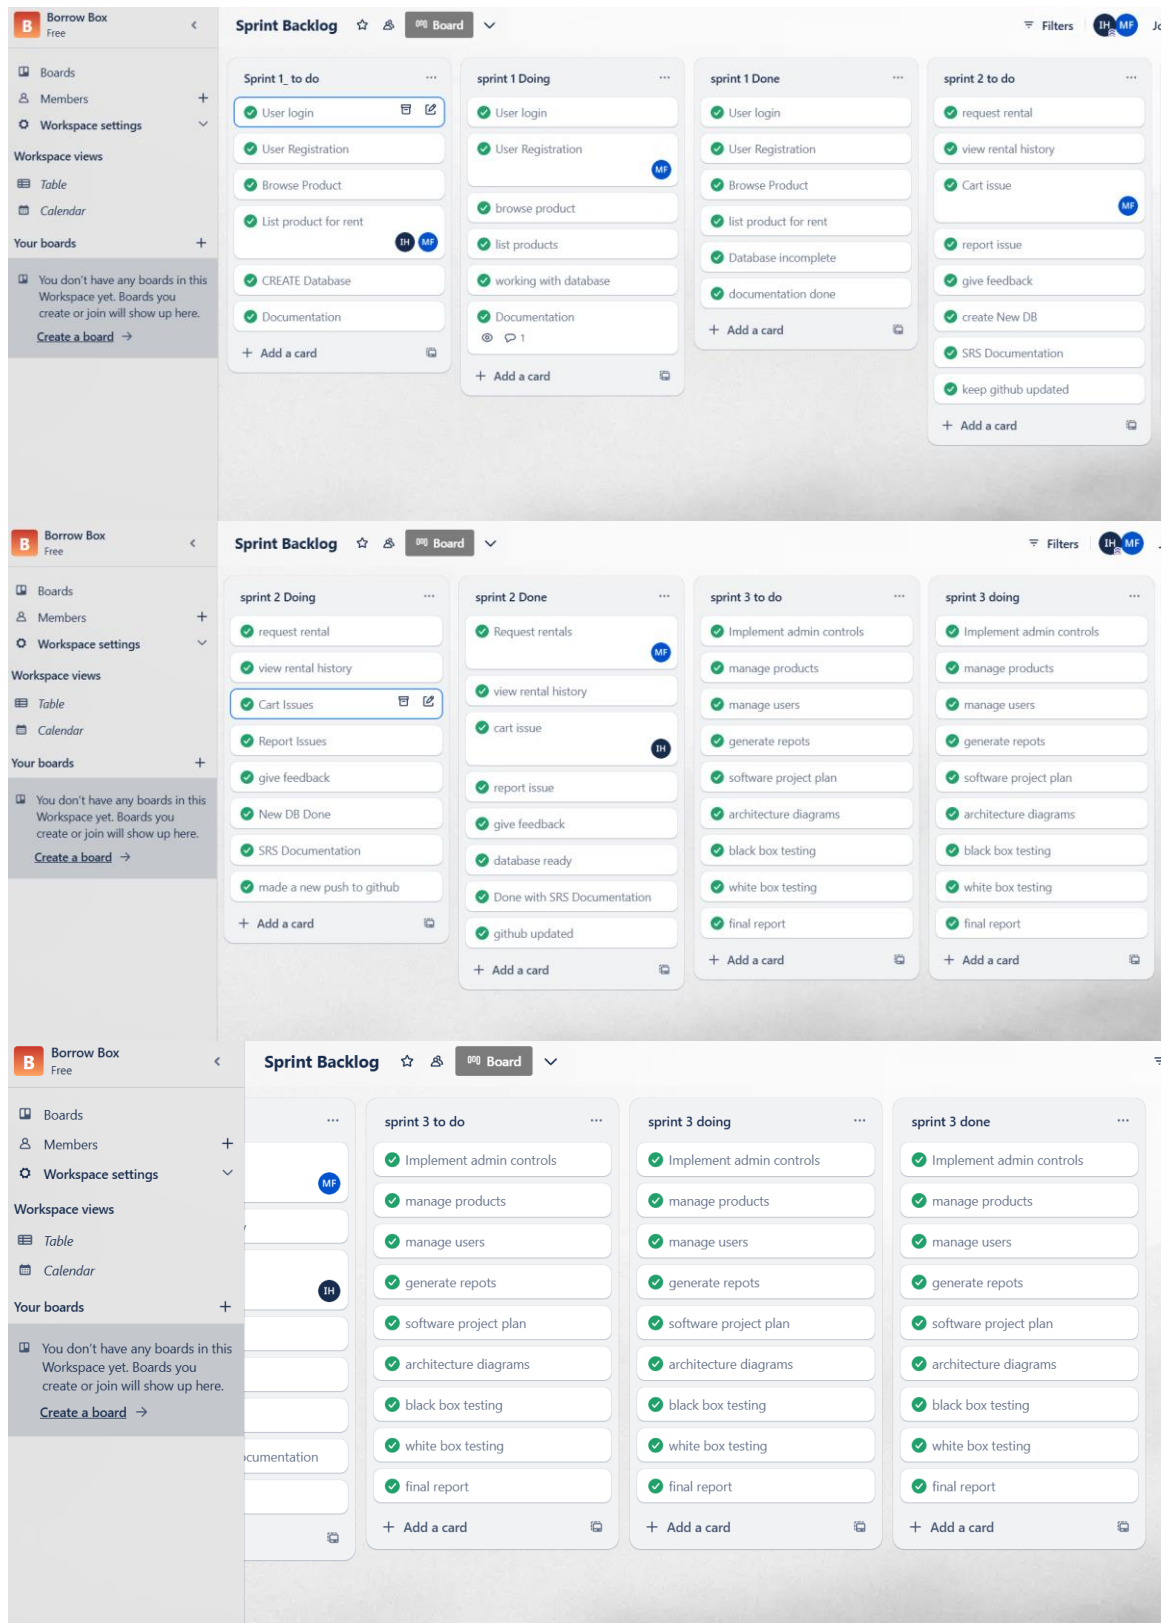 B
Borrow Box
Free
Sprint Backlog
Board
Filters
IH
MF
Boards
Members
Workspace settings
Workspace views
Table
Calendar
Your boards
You don't have any boards in this
Workspace yet. Boards you
create or join will show up here.
Create a board
Sprint 1_ to do
User login
User Registration
Browse Product
List product for rent
IH
MF
CREATE Database
Documentation
Add a card
sprint 1 Doing
User login
User Registration
MF
browse product
list products
working with database
Documentation
1
Add a card
sprint 1 Done
User login
User Registration
Browse Product
list product for rent
Database incomplete
documentation done
Add a card
sprint 2 to do
request rental
view rental history
Cart issue
MF
report issue
give feedback
create New DB
SRS Documentation
keep github updated
Add a card
B
Borrow Box
Free
Sprint Backlog
Board
Filters
IH
MF
Boards
Members
Workspace settings
Workspace views
Table
Calendar
Your boards
You don't have any boards in this
Workspace yet. Boards you
create or join will show up here.
Create a board
sprint 2 Doing
request rental
view rental history
Cart Issues
Report Issues
give feedback
New DB Done
SRS Documentation
made a new push to github
Add a card
sprint 2 Done
Request rentals
MF
view rental history
cart issue
IH
report issue
give feedback
database ready
Done with SRS Documentation
github updated
Add a card
sprint 3 to do
Implement admin controls
manage products
manage users
generate repots
software project plan
architecture diagrams
black box testing
white box testing
final report
Add a card
sprint 3 doing
Implement admin controls
manage products
manage users
generate repots
software project plan
architecture diagrams
black box testing
white box testing
final report
Add a card
B
Borrow Box
Free
Sprint Backlog
Board
Boards
Members
Workspace settings
Workspace views
Table
Calendar
Your boards
You don't have any boards in this
Workspace yet. Boards you
create or join will show up here.
Create a board
MF
IH
ocumentation
sprint 3 to do
Implement admin controls
manage products
manage users
generate repots
software project plan
architecture diagrams
black box testing
white box testing
final report
Add a card
sprint 3 doing
Implement admin controls
manage products
manage users
generate repots
software project plan
architecture diagrams
black box testing
white box testing
final report
Add a card
sprint 3 done
Implement admin controls
manage products
manage users
generate repots
software project plan
architecture diagrams
black box testing
white box testing
final report
Add a card